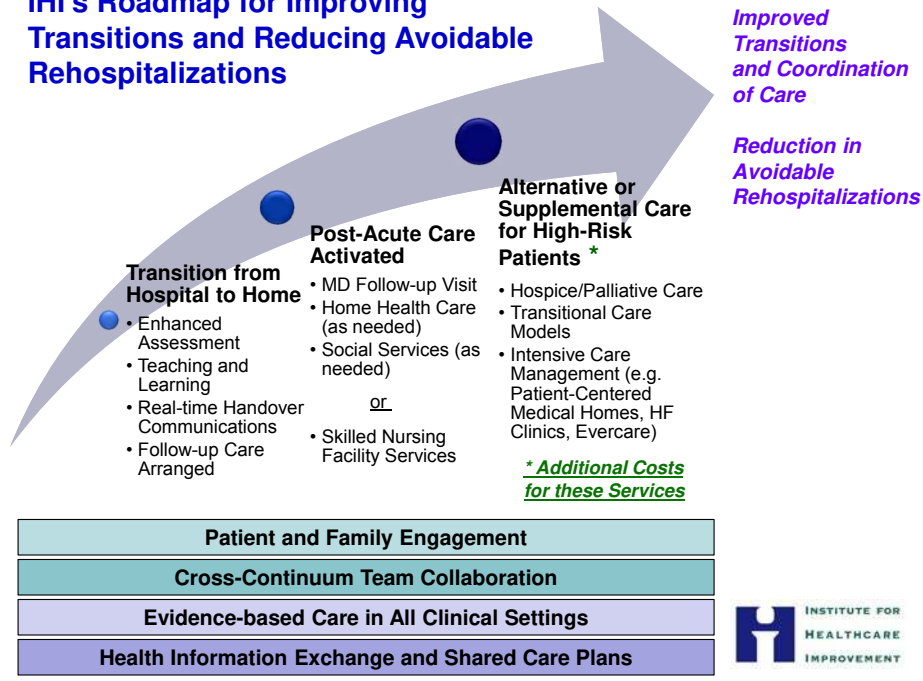 IHI's Roadmap for Improving
Transitions and Reducing Avoidable
Rehospitalizations
Improved
Transitions
and Coordination
of Care
Reduction in
Avoidable
Rehospitalizations
Transition from
Hospital to Home
• Enhanced
Assessment
• Teaching and
Learning
• Real-time Handover
Communications
• Follow-up Care
Arranged
Post-Acute Care
Activated
• MD Follow-up Visit
• Home Health Care
(as needed)
• Social Services (as
needed)
or
• Skilled Nursing
Facility Services
Alternative or
Supplemental Care
for High-Risk
Patients *
• Hospice/Palliative Care
• Transitional Care
Models
• Intensive Care
Management (e.g.
Patient-Centered
Medical Homes, HF
Clinics, Evercare)
* Additional Costs
for these Services
Patient and Family Engagement
Cross-Continuum Team Collaboration
Evidence-based Care in All Clinical Settings
Health Information Exchange and Shared Care Plans
INSTITUTE FOR
HEALTHCARE
IMPROVEMENT